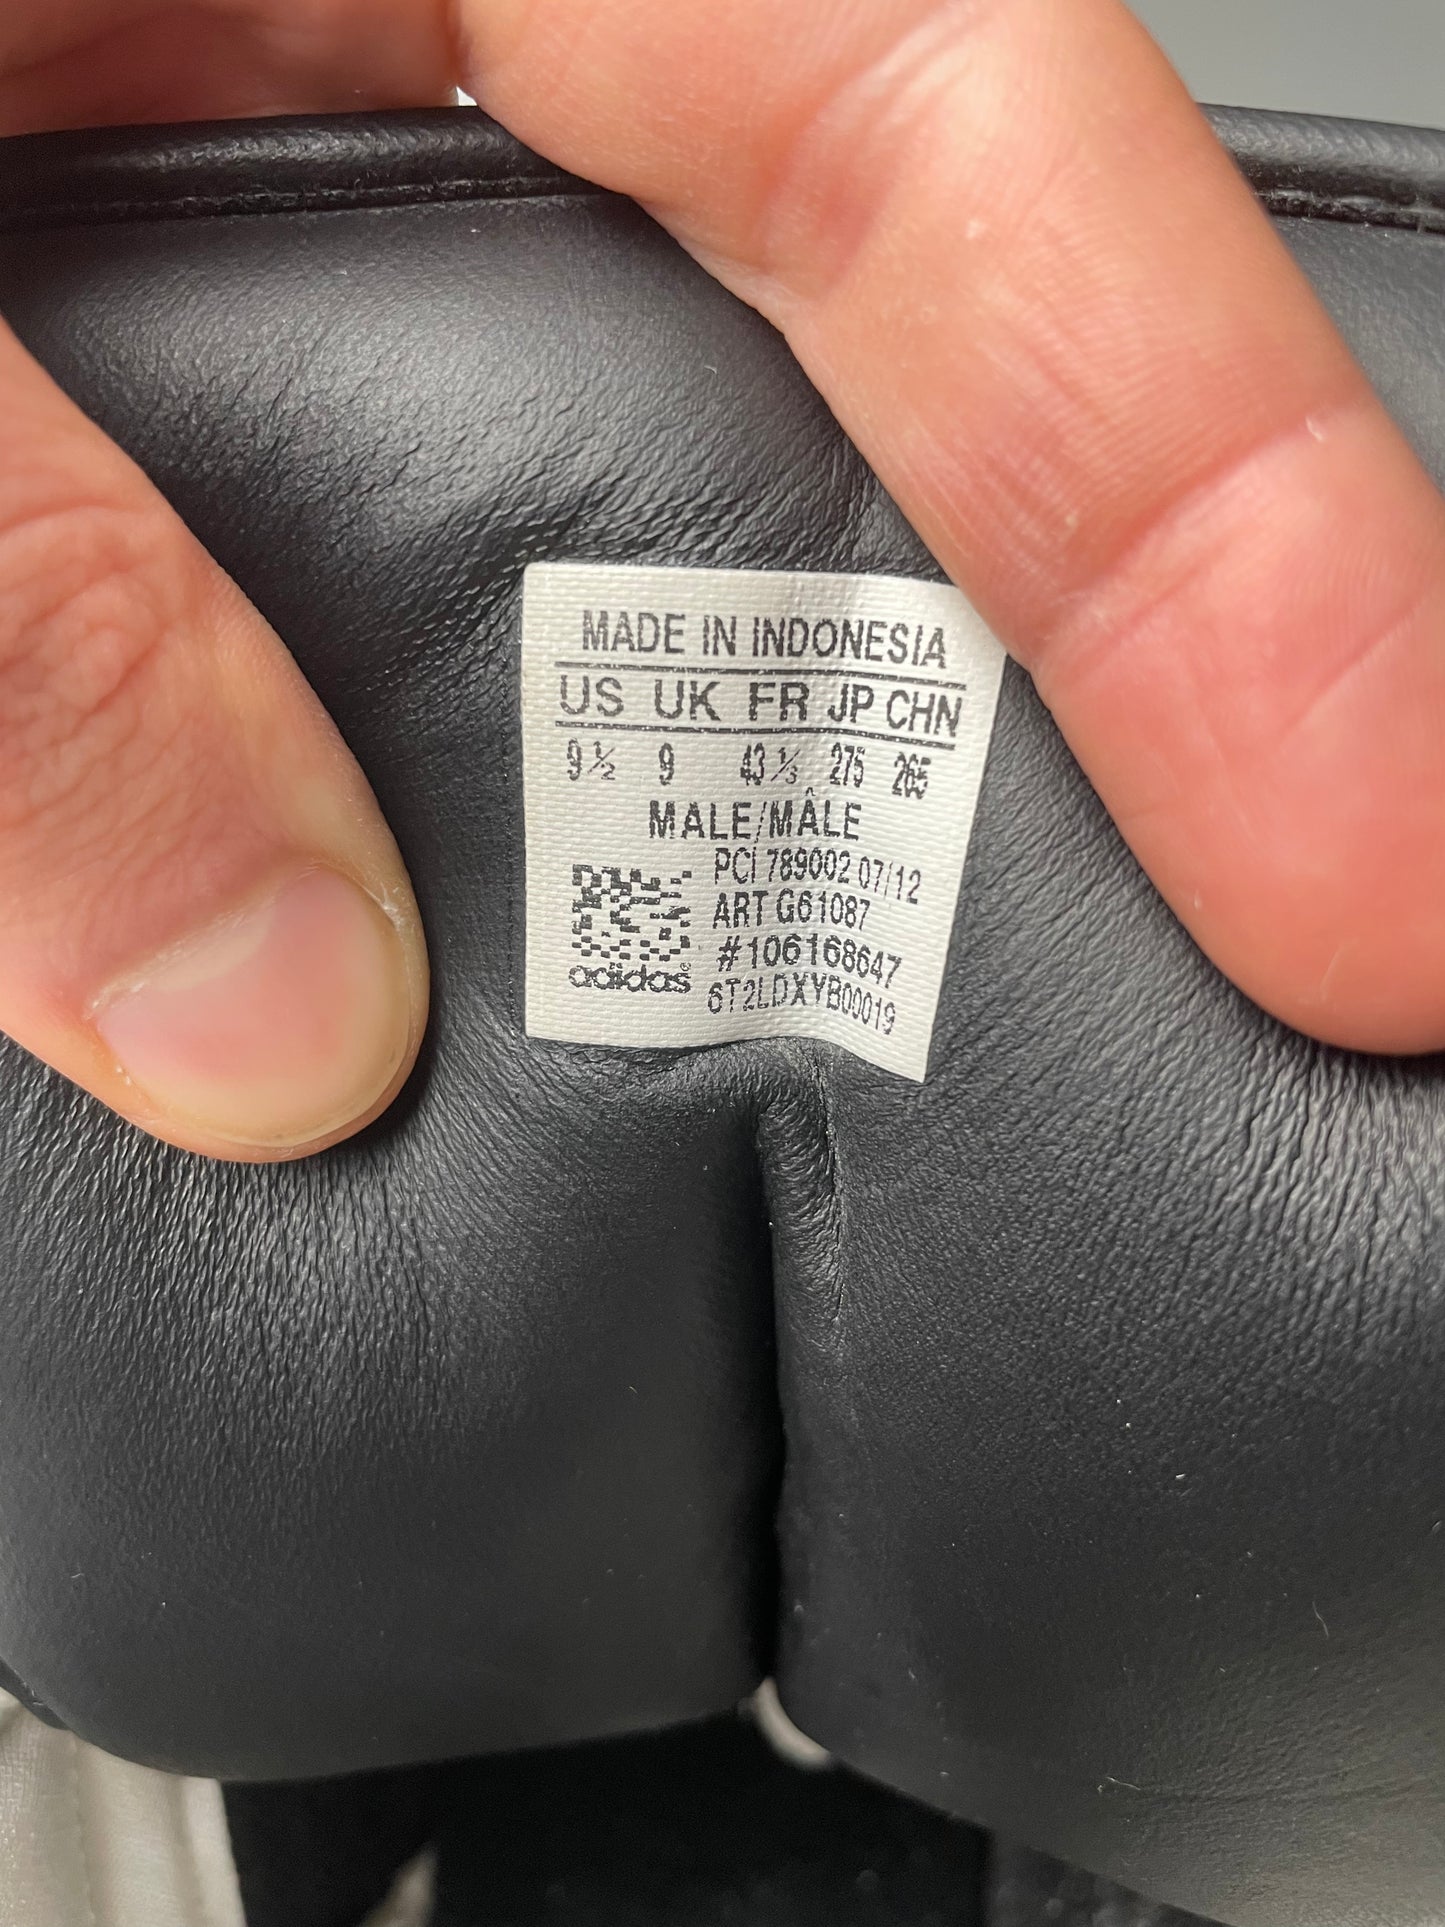 MADE IN INDONESIA
US UK FR JP CHN
9½ 9 43⅓ 275 265
MALE/MÂLE
PCI 789002 07/12
ART G61087
#106168647
adidas®
6T2LDXYB00019